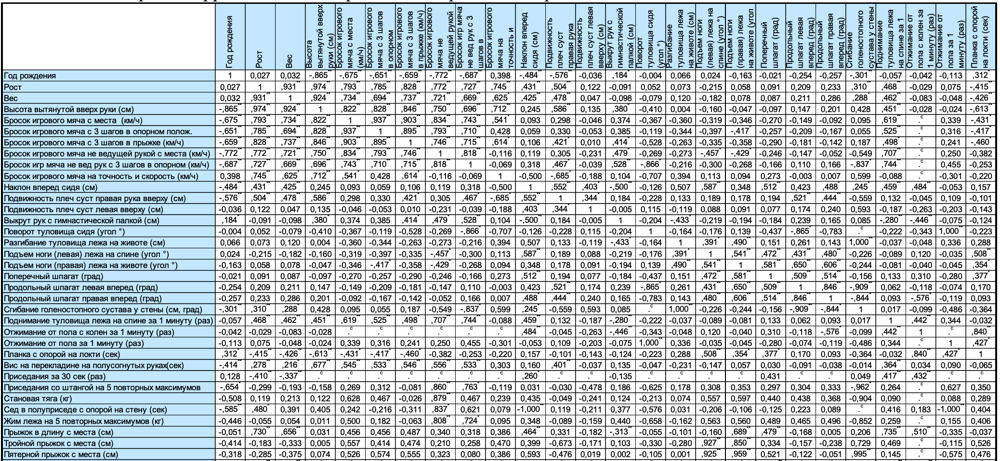 Год рождения
Рост
Вес
Высота
вытянутой вверх
руки (см)
Бросок игрового
мяча с места
(км/ч)
Бросок игрового
мяча с 3 шагов
в опорном
Бросок игрового
мяча с 3 шагов
в прыжке (км/ч)
Бросок игрового
мяча не
ведущей рукой
Бросок игр мяча
не вед рук с 3
шагов в
Бросок игрового
мяча на
точность и
Наклон вперед
сидя (см)
Подвижность
плеч суст
правая рука
Подвижность
плеч суст левая
вверху (см)
Выкрут рук с
гимнастической
палкой (см)
Поворот
туловища сидя
(угол °)
Разгибание
туловища лежа
на животе (см)
Подъем ноги
(левая) лежа на
спине (угол °)
Подъем ноги
(правая) лежа
на животе (угол
Поперечный
шпагат (град)
Продольный
шпагат левая
вперед (град)
Продольный
шпагат правая
вперед (град)
Сгибание
голеностопного
сустава у стены
Поднимание
туловища лежа
на спине за 1
Отжимание от
пола с колен за
1 минуту (раз)
Отжимание от
пола за 1
минуту (раз)
Планка с опорой
на локти (сек)
Год рождения 1 0,027 0,032 -,865** -,675** -,651** -,659** -,772** -,687** 0,398 -,484** -,576** -0,036 ,184* -0,004 0,066 0,024 -0,163 -0,021 -0,254 -0,257 -,301** -0,057 -0,042 -0,113 ,312*
Рост 0,027 1 ,931** ,974** ,793** ,785** ,828** ,772** ,727** ,745** ,431** ,504** 0,122 -0,091 0,052 0,073 -0,215 0,058 0,091 0,209 0,233 ,310** ,468** -0,029 0,075 -,415**
Вес 0,032 ,931** 1 ,924** ,734** ,694** ,737** ,721** ,669** ,625* ,425** ,478** 0,047 -0,098 -0,079 0,120 -0,182 0,078 0,087 0,211 0,286 ,288* ,462** -0,083 -0,048 -,426**
Высота вытянутой вверх руки (см) -,865** ,974** ,924** 1 ,822** ,828** ,846** ,750** ,696** ,712** 0,245 ,586** 0,135 ,380* -0,410 0,004 -0,160 -0,047 -0,097 0,147 0,201 0,428 ,451** -0,028 -0,024 -,613**
Бросок игрового мяча с места (км/ч) -,675** ,793** ,734** ,822** 1 ,937** ,903** ,834** ,743** ,541* 0,093 0,298 -0,046 0,374 -0,367 -0,360 -0,319 -0,346 -0,270 -0,149 -0,092 0,095 ,619** .c 0,339 -,431*
Бросок игрового мяча с 3 шагов в опорном полож. -,651** ,785** ,694** ,828** ,937** 1 ,895** ,793** ,710** 0,428 0,059 0,330 -0,053 0,385 -0,119 -0,344 -0,397 -,417* -0,257 -0,209 -0,167 0,055 ,525** .c 0,316 -,417*
Бросок игрового мяча с 3 шагов в прыжке (км/ч) -,659** ,828** ,737** ,846** ,903** ,895** 1 ,746** ,715** ,614* 0,106 ,421* 0,010 ,414* -0,528 -0,263 -0,335 -0,358 -0,290 -0,181 -0,142 0,187 ,498* .c 0,241 -,460*
Бросок игрового мяча не ведущей рукой с места (км/ч) -,772** ,772** ,721** ,750** ,834** ,793** ,746** 1 ,818** -0,116 0,119 0,305 -0,231 ,479* -0,269 -0,273 -,457* -,429* -0,246 -0,147 -0,052 -0,549 ,707** .c 0,250 -0,382
Бросок игр мяча не вед рук с 3 шагов в опорном (км/ч) -,687** ,727** ,669** ,696** ,743** ,710** ,715** ,818** 1 -0,069 0,318 ,467* -0,039 ,528** -,866* -0,216 -0,300 -0,268 -0,166 0,110 0,166 -,837* ,744** .c 0,455 -0,253
Бросок игрового мяча на точность и скорость (км/ч) 0,398 ,745** ,625* ,712** ,541* 0,428 ,614* -0,116 -0,069 1 -0,500 -,685* -0,188 0,104 -0,707 0,394 0,113 0,094 0,273 -0,003 0,007 0,599 -0,088 .c -0,301 -0,220
Наклон вперед сидя (см) -,484** ,431** ,425** 0,245 0,093 0,059 0,106 0,119 0,318 -0,500 1 ,552** ,403* -,500** -0,126 0,507 ,587** 0,348 ,512** 0,423 ,488* ,245* ,459** ,484** -0,053 0,157
Подвижность плеч суст правая рука вверху (см) -,576** ,504** ,478** ,586** 0,298 0,330 ,421* 0,305 ,467* -,685* ,552** 1 ,344* 0,184 -0,228 0,133 0,189 0,178 0,194 ,521** ,444** -0,559 0,132 -0,045 0,109 -0,101
Подвижность плеч суст левая вверху (см) -0,036 0,122 0,047 0,135 -0,046 -0,053 0,010 -0,231 -0,039 -0,188 ,403* ,344* 1 -0,005 0,115 -0,119 0,088 0,091 0,077 0,174 0,240 0,593 -0,187 -0,263 -0,203 -0,143
Выкрут рук с гимнастической палкой (см) ,184* -0,091 -0,098 ,380* 0,374 0,385 ,414* ,479* ,528** 0,104 -,500** 0,184 -0,005 1 -0,204 -,433* -0,219 -0,194 -0,184 0,239 0,165 0,085 -,280** -,446** -0,075 -0,124
Поворот туловища сидя (угол °) -0,004 0,052 -0,079 -0,410 -0,367 -0,119 -0,528 -0,269 -,866* -0,707 -0,126 -0,228 0,115 -0,204 1 -0,164 -0,176 0,139 -0,437 -,865* -0,783 .c -0,222 -0,343 1,000** -0,223
Разгибание туловища лежа на животе (см) 0,066 0,073 0,120 0,004 -0,360 -0,344 -0,263 -0,273 -0,216 0,394 0,507 0,133 -0,119 -,433* -0,164 1 ,391* ,490** 0,151 0,261 0,143 1,000** -0,037 -0,048 0,336 0,288
Подъем ноги (левая) лежа на спине (угол °) 0,024 -0,215 -0,182 -0,160 -0,319 -0,397 -0,335 -,457* -0,300 0,113 ,587** 0,189 0,088 -0,219 -0,176 ,391* 1 ,541** ,472** ,431** ,480** -0,226 -0,089 0,120 -0,035 ,508**
Подъем ноги (правая) лежа на животе (угол °) -0,163 0,058 0,078 -0,047 -0,346 -,417* -0,358 -,429* -0,268 0,094 0,348 0,178 0,091 -0,194 0,139 ,490** ,541** 1 ,581** ,650** ,606** -0,244 -0,081 -0,040 -0,045 ,354*
Поперечный шпагат (град) -0,021 0,091 0,087 -0,097 -0,270 -0,257 -0,290 -0,246 -0,166 0,273 ,512** 0,194 0,077 -0,184 -0,437 0,151 ,472** ,581** 1 ,509** ,514** -0,156 0,133 0,310 -0,280 ,377*
Продольный шпагат левая вперед (град) -0,254 0,209 0,211 0,147 -0,149 -0,209 -0,181 -0,147 0,110 -0,003 0,423 ,521** 0,174 0,239 -,865* 0,261 ,431** ,650** ,509** 1 ,846** -,909** 0,062 -0,118 -0,074 0,170
Продольный шпагат правая вперед (град) -0,257 0,233 0,286 0,201 -0,092 -0,167 -0,142 -0,052 0,166 0,007 ,488* ,444** 0,240 0,165 -0,783 0,143 ,480** ,606** ,514** ,846** 1 -,844* 0,093 -,576* -0,119 0,093
Сгибание голеностопного сустава у стены (см, град) -,301** ,310** ,288* 0,428 0,095 0,055 0,187 -0,549 -,837* 0,599 ,245* -0,559 0,593 0,085 .c 1,000** -0,226 -0,244 -0,156 -,909** -,844* 1 0,017 -0,099 -0,486 -0,364
Поднимание туловища лежа на спине за 1 минуту (раз) -0,057 ,468** ,462** ,451** ,619** ,525** ,498* ,707** ,744** -0,088 ,459** 0,132 -0,187 -,280** -0,222 -0,037 -0,089 -0,081 0,133 0,062 0,093 0,017 1 ,442** 0,344 -0,032
Отжимание от пола с колен за 1 минуту (раз) -0,042 -0,029 -0,083 -0,028 .c .c .c .c .c .c ,484** -0,045 -0,263 -,446** -0,343 -0,048 0,120 -0,040 0,310 -0,118 -,576* -0,099 ,442** 1 .c ,840**
Отжимание от пола за 1 минуту (раз) -0,113 0,075 -0,048 -0,024 0,339 0,316 0,241 0,250 0,455 -0,301 -0,053 0,109 -0,203 -0,075 1,000** 0,336 -0,035 -0,045 -0,280 -0,074 -0,119 -0,486 0,344 .c 1 ,427*
Планка с опорой на локти (сек) ,312* -,415** -,426** -,613** -,431* -,417* -,460* -0,382 -0,253 -0,220 0,157 -0,101 -0,143 -0,124 -0,223 0,288 ,508** ,354* ,377* 0,170 0,093 -0,364 -0,032 ,840** ,427* 1
Вис на перекладине на полусогнутых руках(сек) -,414** ,278** ,216* ,677** ,545** ,533** ,546** ,556** ,533** 0,303 0,160 ,401** -0,037 0,135 -0,047 -0,231 -0,147 0,057 0,030 -0,091 -0,038 -0,014 ,364** 0,034 0,090 -0,065
Приседания за 30 сек (раз) 0,128 -,410** -,337** .c .c .c .c .c .c .c ,260* .c .c -0,135 .c .c .c .c 0,431 .c .c 0,049 ,417** ,432** .c .c
Приседания со штангой на 5 повторных максимумов -,654* -0,299 -0,193 -0,158 0,269 0,312 -0,081 ,860** ,763* -0,119 0,031 -0,030 -0,478 0,186 -0,625 0,178 0,308 0,353 0,297 0,304 0,333 -,962* 0,264 .c 0,627 0,350
Становая тяга (кг) -0,508 0,119 0,213 0,122 0,628 0,467 -0,026 ,879** 0,467 0,239 0,435 -0,049 -0,241 0,124 -0,213 0,074 0,557 0,597 0,440 0,438 0,368 -0,904 0,090 .c 0,088 0,289
Сед в полуприседе с опорой на стену (сек) -,585** ,480* 0,391 0,405 0,242 -0,216 -0,311 ,837* 0,621 0,079 -1,000** 0,119 -0,211 0,377 -0,576 0,031 -0,206 -0,106 -0,125 0,223 0,089 .c 0,416 0,183 -1,000** 0,404
Жим лежа на 5 повторных максимумов (кг) -0,446 -0,055 0,054 0,011 0,500 0,182 -0,063 ,808** ,724* 0,095 0,348 -0,089 -0,159 0,440 -0,658 -0,162 0,563 0,560 0,489 0,465 0,496 -0,852 0,259 .c 0,155 0,406
Прыжок в длину с места (см) -0,051 ,730** ,656** 0,031 0,456 0,456 0,487 0,340 0,318 0,386 ,464** 0,331 -0,182 -,313** -0,055 -0,101 -0,160 ,689** ,479** -0,168 0,005 0,206 ,735** ,510** -0,335 -0,037
Тройной прыжок с места (см) -0,414 -0,183 -0,333 0,005 0,557 0,414 0,474 0,210 0,258 0,470 0,399 -0,673 -0,171 0,103 -0,330 -0,280 ,927** ,850** 0,334 -0,157 -0,238 0,729 0,469 .c -0,115 0,526
Пятерной прыжок с места (см) -0,318 -0,285 -0,375 0,074 0,526 0,574 0,555 0,323 0,080 0,386 0,593 -0,476 0,019 0,002 -0,105 0,001 ,925** ,959** 0,521 -0,122 -0,051 ,995** 0,145 .c -0,575 0,476